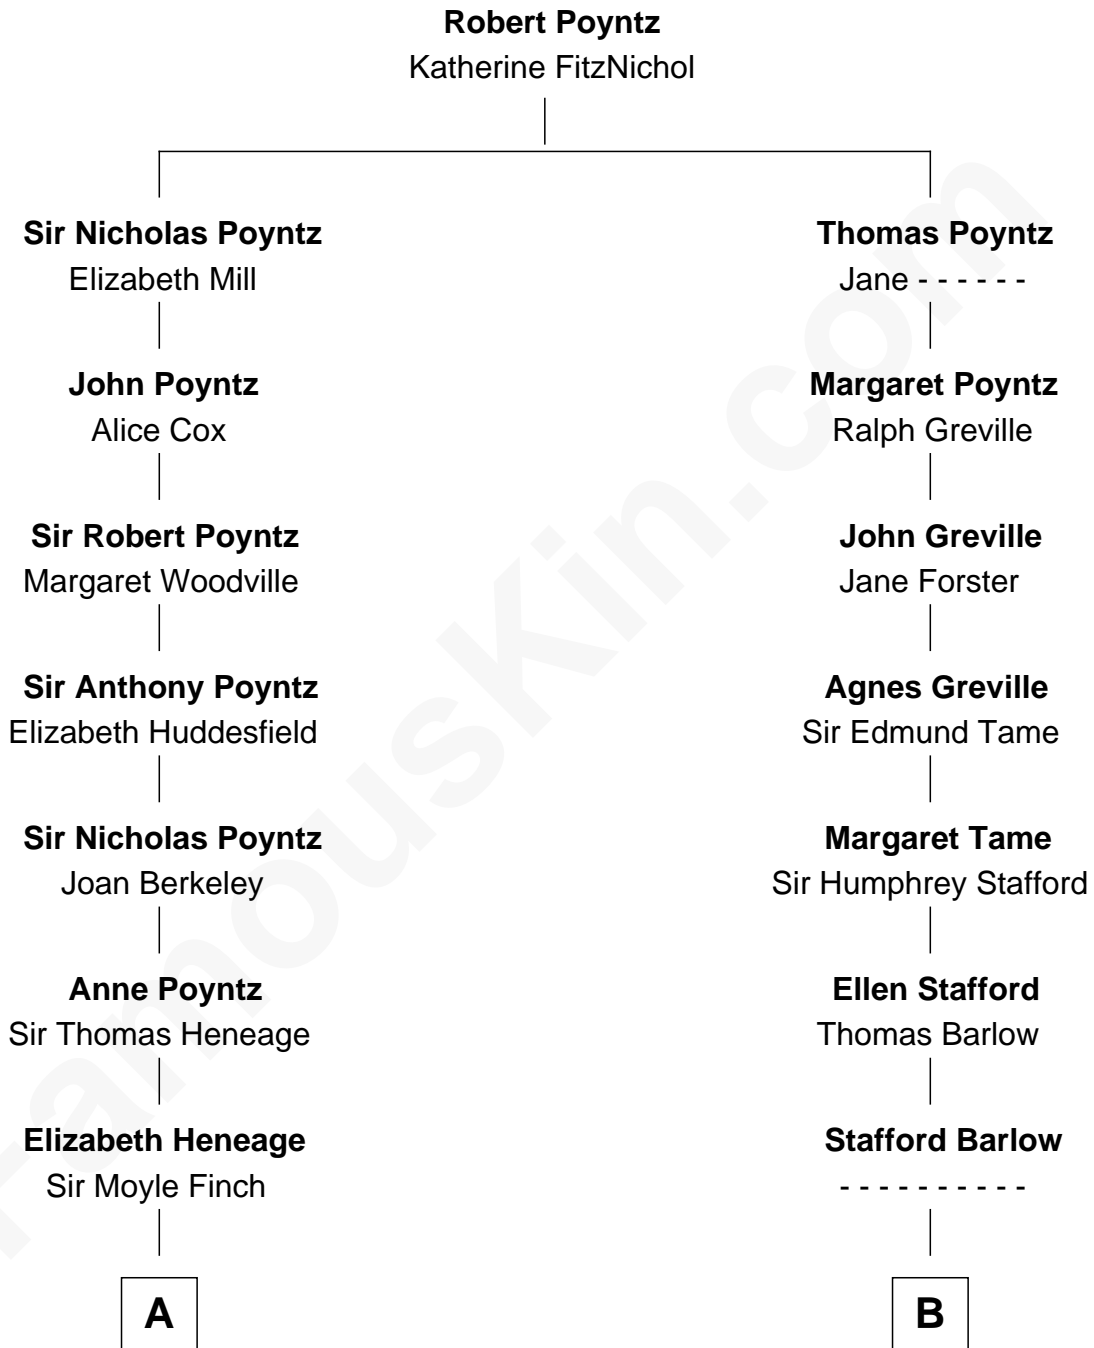 Robert Poyntz
Katherine FitzNichol
Sir Nicholas Poyntz
Elizabeth Mill
Thomas Poyntz
Jane - - - - - -
John Poyntz
Alice Cox
Margaret Poyntz
Ralph Greville
Sir Robert Poyntz
Margaret Woodville
John Greville
Jane Forster
Sir Anthony Poyntz
Elizabeth Huddesfield
Agnes Greville
Sir Edmund Tame
Sir Nicholas Poyntz
Joan Berkeley
Margaret Tame
Sir Humphrey Stafford
Anne Poyntz
Sir Thomas Heneage
Ellen Stafford
Thomas Barlow
Elizabeth Heneage
Sir Moyle Finch
Stafford Barlow
- - - - - - - - - -
A
B
FamousKin.com